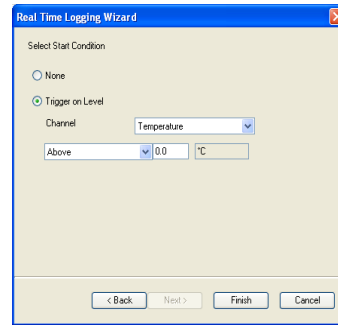 Real Time Logging Wizard
Select Start Condition
None
Trigger on Level
Channel
Temperature
Above
0.0
°C
< Back
Next >
Finish
Cancel